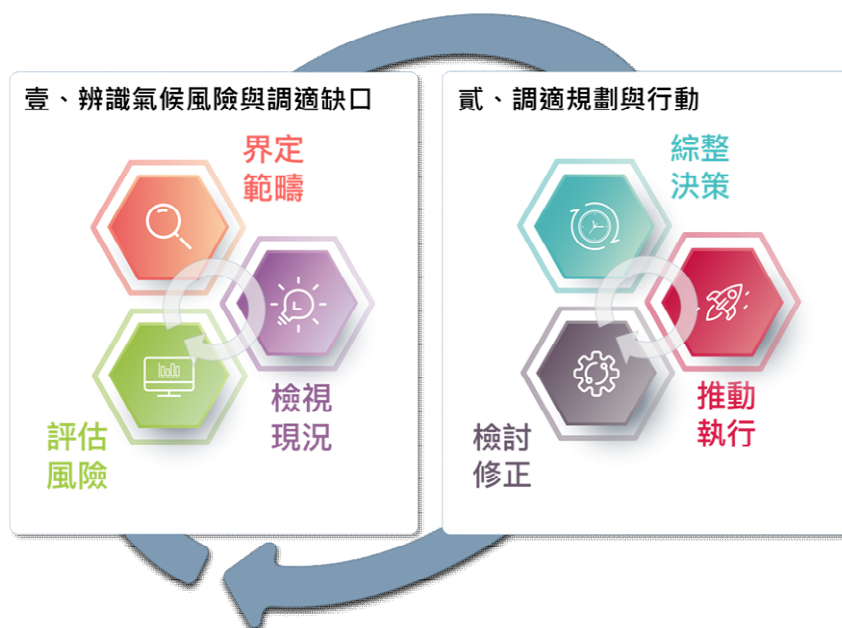 壹、辨識氣候風險與調適缺口
界定
範疇
檢視
現況
評估
風險
貳、調適規劃與行動
綜整
決策
推動
執行
檢討
修正